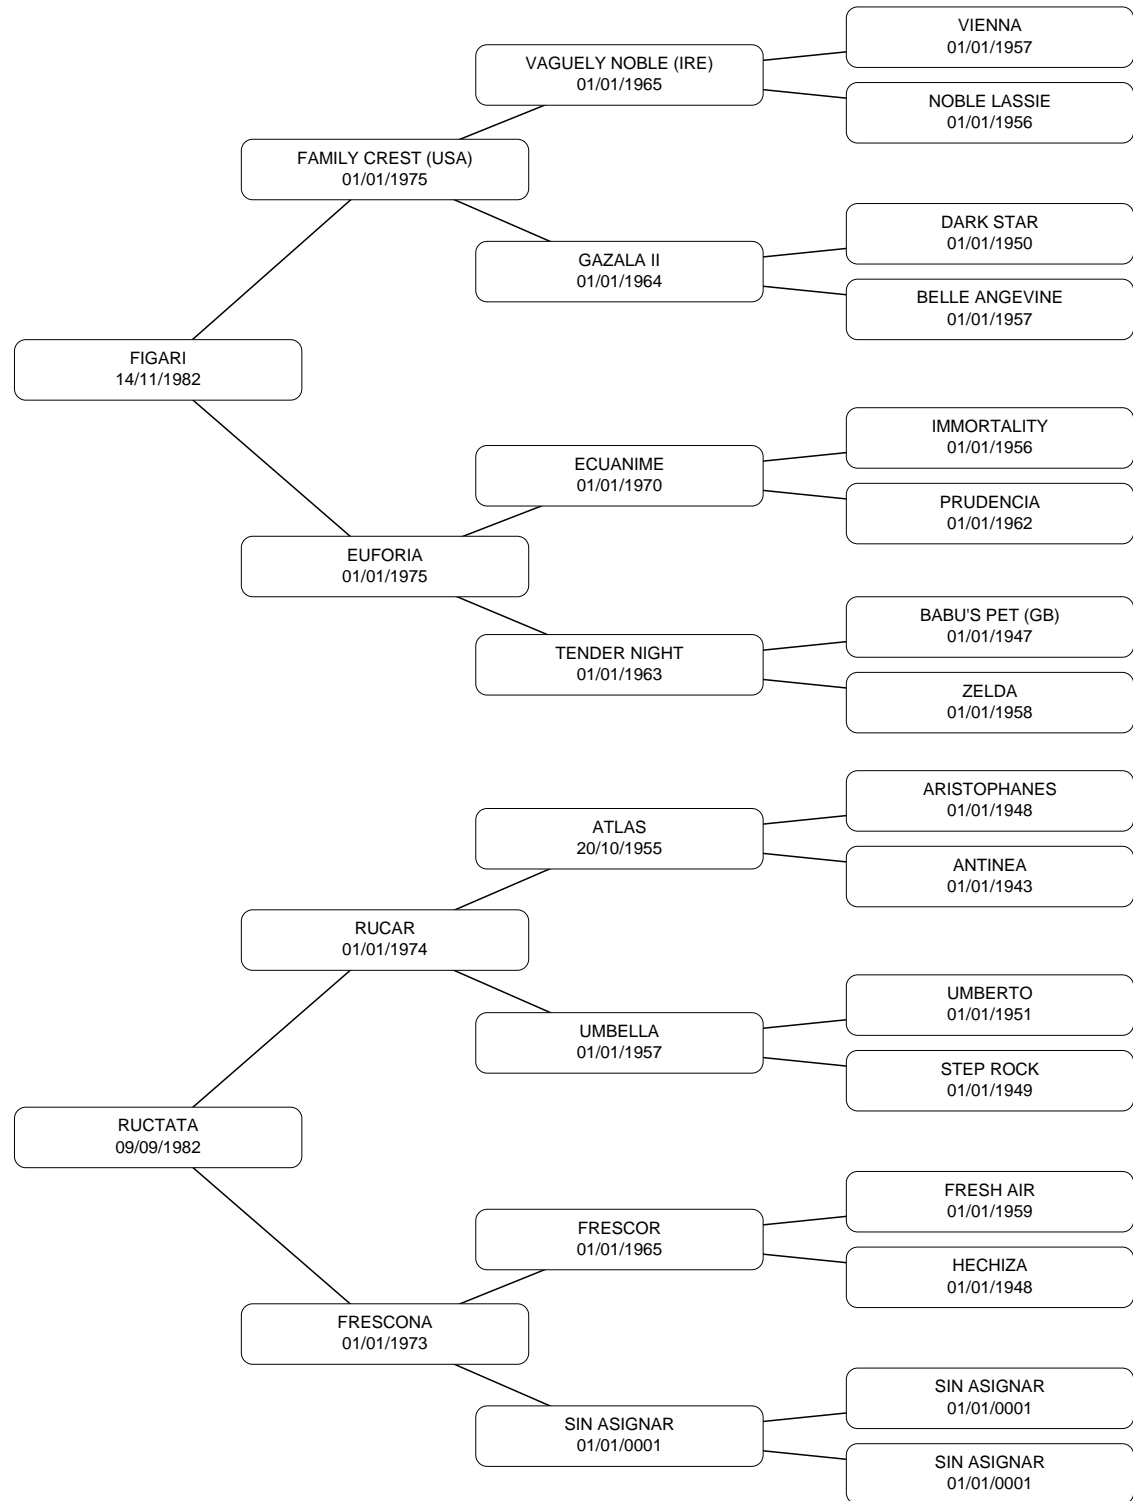 VIENNA
01/01/1957
VAGUELY NOBLE (IRE)
01/01/1965
NOBLE LASSIE
01/01/1956
FAMILY CREST (USA)
01/01/1975
DARK STAR
01/01/1950
GAZALA II
01/01/1964
BELLE ANGEVINE
01/01/1957
FIGARI
14/11/1982
IMMORTALITY
01/01/1956
ECUANIME
01/01/1970
PRUDENCIA
01/01/1962
EUFORIA
01/01/1975
BABU'S PET (GB)
01/01/1947
TENDER NIGHT
01/01/1963
ZELDA
01/01/1958
ARISTOPHANES
01/01/1948
ATLAS
20/10/1955
ANTINEA
01/01/1943
RUCAR
01/01/1974
UMBERTO
01/01/1951
UMBELLA
01/01/1957
STEP ROCK
01/01/1949
RUCTATA
09/09/1982
FRESH AIR
01/01/1959
FRESCOR
01/01/1965
HECHIZA
01/01/1948
FRESCONA
01/01/1973
SIN ASIGNAR
01/01/0001
SIN ASIGNAR
01/01/0001
SIN ASIGNAR
01/01/0001